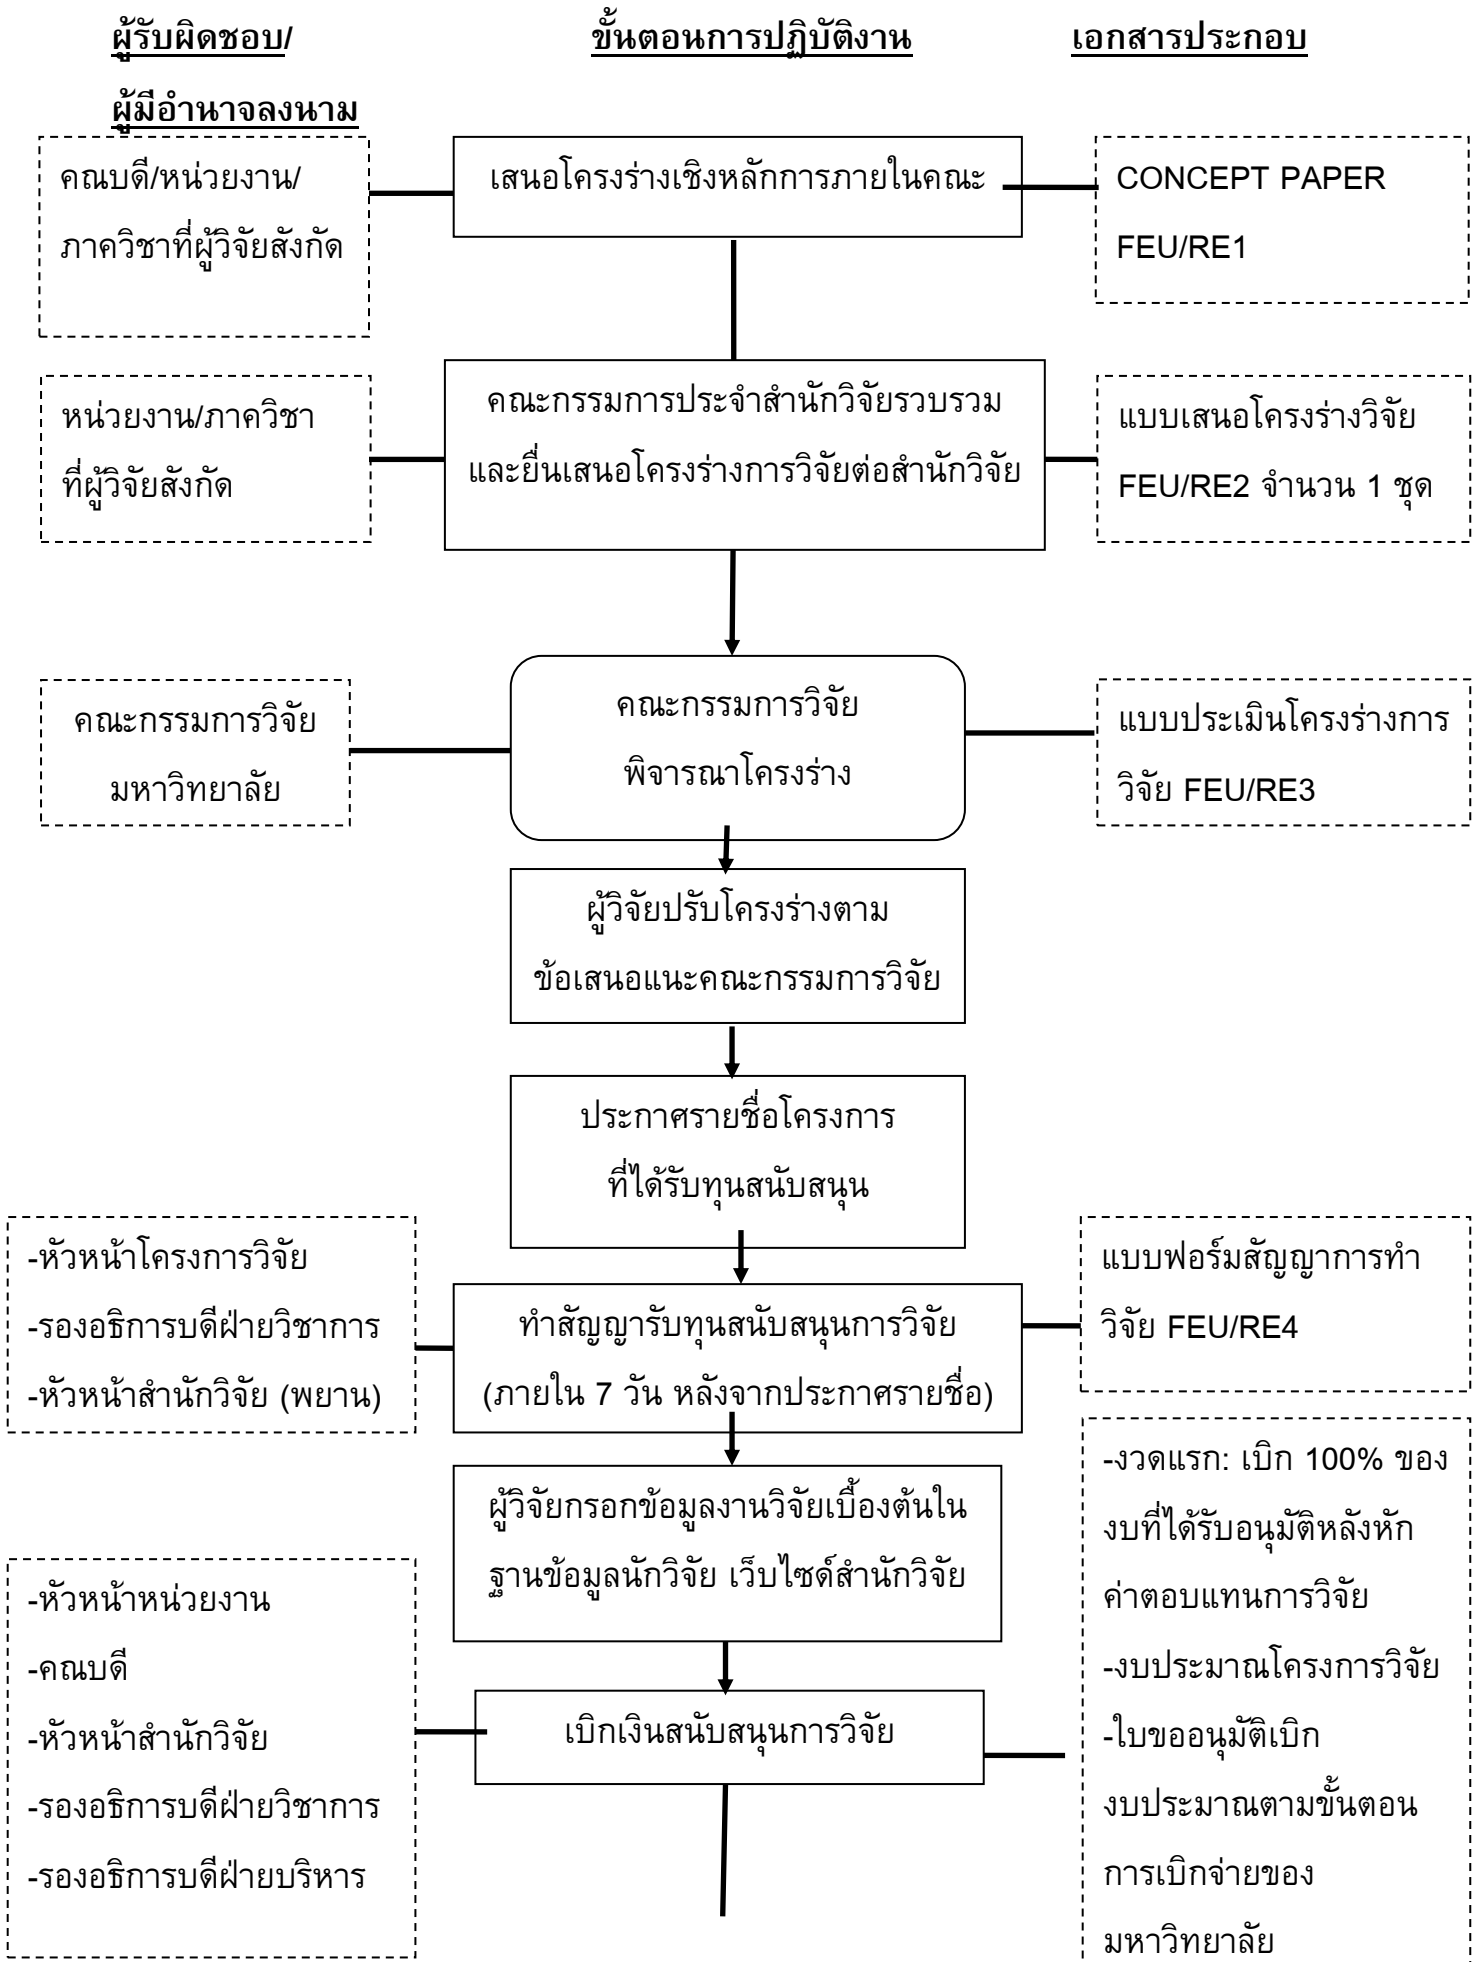 ผู้รับผิดชอบ/
ผู้มีอำนาจลงนาม
ขั้นตอนการปฏิบัติงาน
เอกสารประกอบ
คณบดี/หน่วยงาน/
ภาควิชาที่ผู้วิจัยสังกัด
เสนอโครงร่างเชิงหลักการภายในคณะ
CONCEPT PAPER
FEU/RE1
หน่วยงาน/ภาควิชา
ที่ผู้วิจัยสังกัด
คณะกรรมการประจำสำนักวิจัยรวบรวม
และยื่นเสนอโครงร่างการวิจัยต่อสำนักวิจัย
แบบเสนอโครงร่างวิจัย
FEU/RE2 จำนวน 1 ชุด
คณะกรรมการวิจัย
มหาวิทยาลัย
คณะกรรมการวิจัย
พิจารณาโครงร่าง
แบบประเมินโครงร่างการ
วิจัย FEU/RE3
ผู้วิจัยปรับโครงร่างตาม
ข้อเสนอแนะคณะกรรมการวิจัย
ประกาศรายชื่อโครงการ
ที่ได้รับทุนสนับสนุน
-หัวหน้าโครงการวิจัย
-รองอธิการบดีฝ่ายวิชาการ
-หัวหน้าสำนักวิจัย (พยาน)
ทำสัญญารับทุนสนับสนุนการวิจัย
(ภายใน 7 วัน หลังจากประกาศรายชื่อ)
แบบฟอร์มสัญญาการทำ
วิจัย FEU/RE4
ผู้วิจัยกรอกข้อมูลงานวิจัยเบื้องต้นใน
ฐานข้อมูลนักวิจัย เว็บไซด์สำนักวิจัย
-หัวหน้าหน่วยงาน
-คณบดี
-หัวหน้าสำนักวิจัย
-รองอธิการบดีฝ่ายวิชาการ
-รองอธิการบดีฝ่ายบริหาร
เบิกเงินสนับสนุนการวิจัย
-งวดแรก: เบิก 100% ของ
งบที่ได้รับอนุมัติหลังหัก
ค่าตอบแทนการวิจัย
-งบประมาณโครงการวิจัย
-ใบขออนุมัติเบิก
งบประมาณตามขั้นตอน
การเบิกจ่ายของ
มหาวิทยาลัย